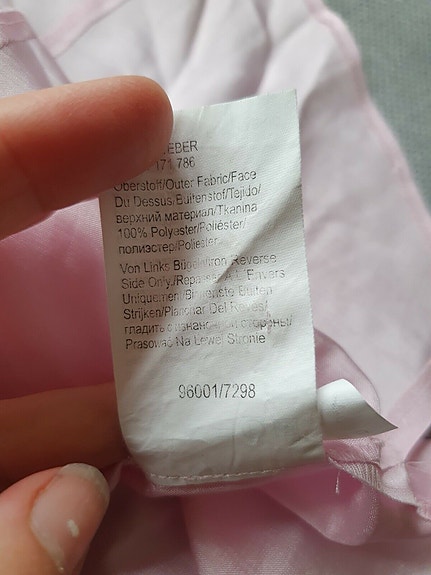 EBER
171.786
Oberstoff/Outer Fabric/Face
Du Dessus/Buitenstof/Tejido/
верхний материал/Tkanina
100% Polyester/Poliéster/
полиэстер/Poliester
Von Links Bügeln/Iron Reverse
Side Only./Repasser A L'Envers
Uniquement/Binnenste Buiten
Strijken/Planchar Del Revés/
гладить с изнаночной стороны/
Prasować Na Lewej Stronie
96001/7298